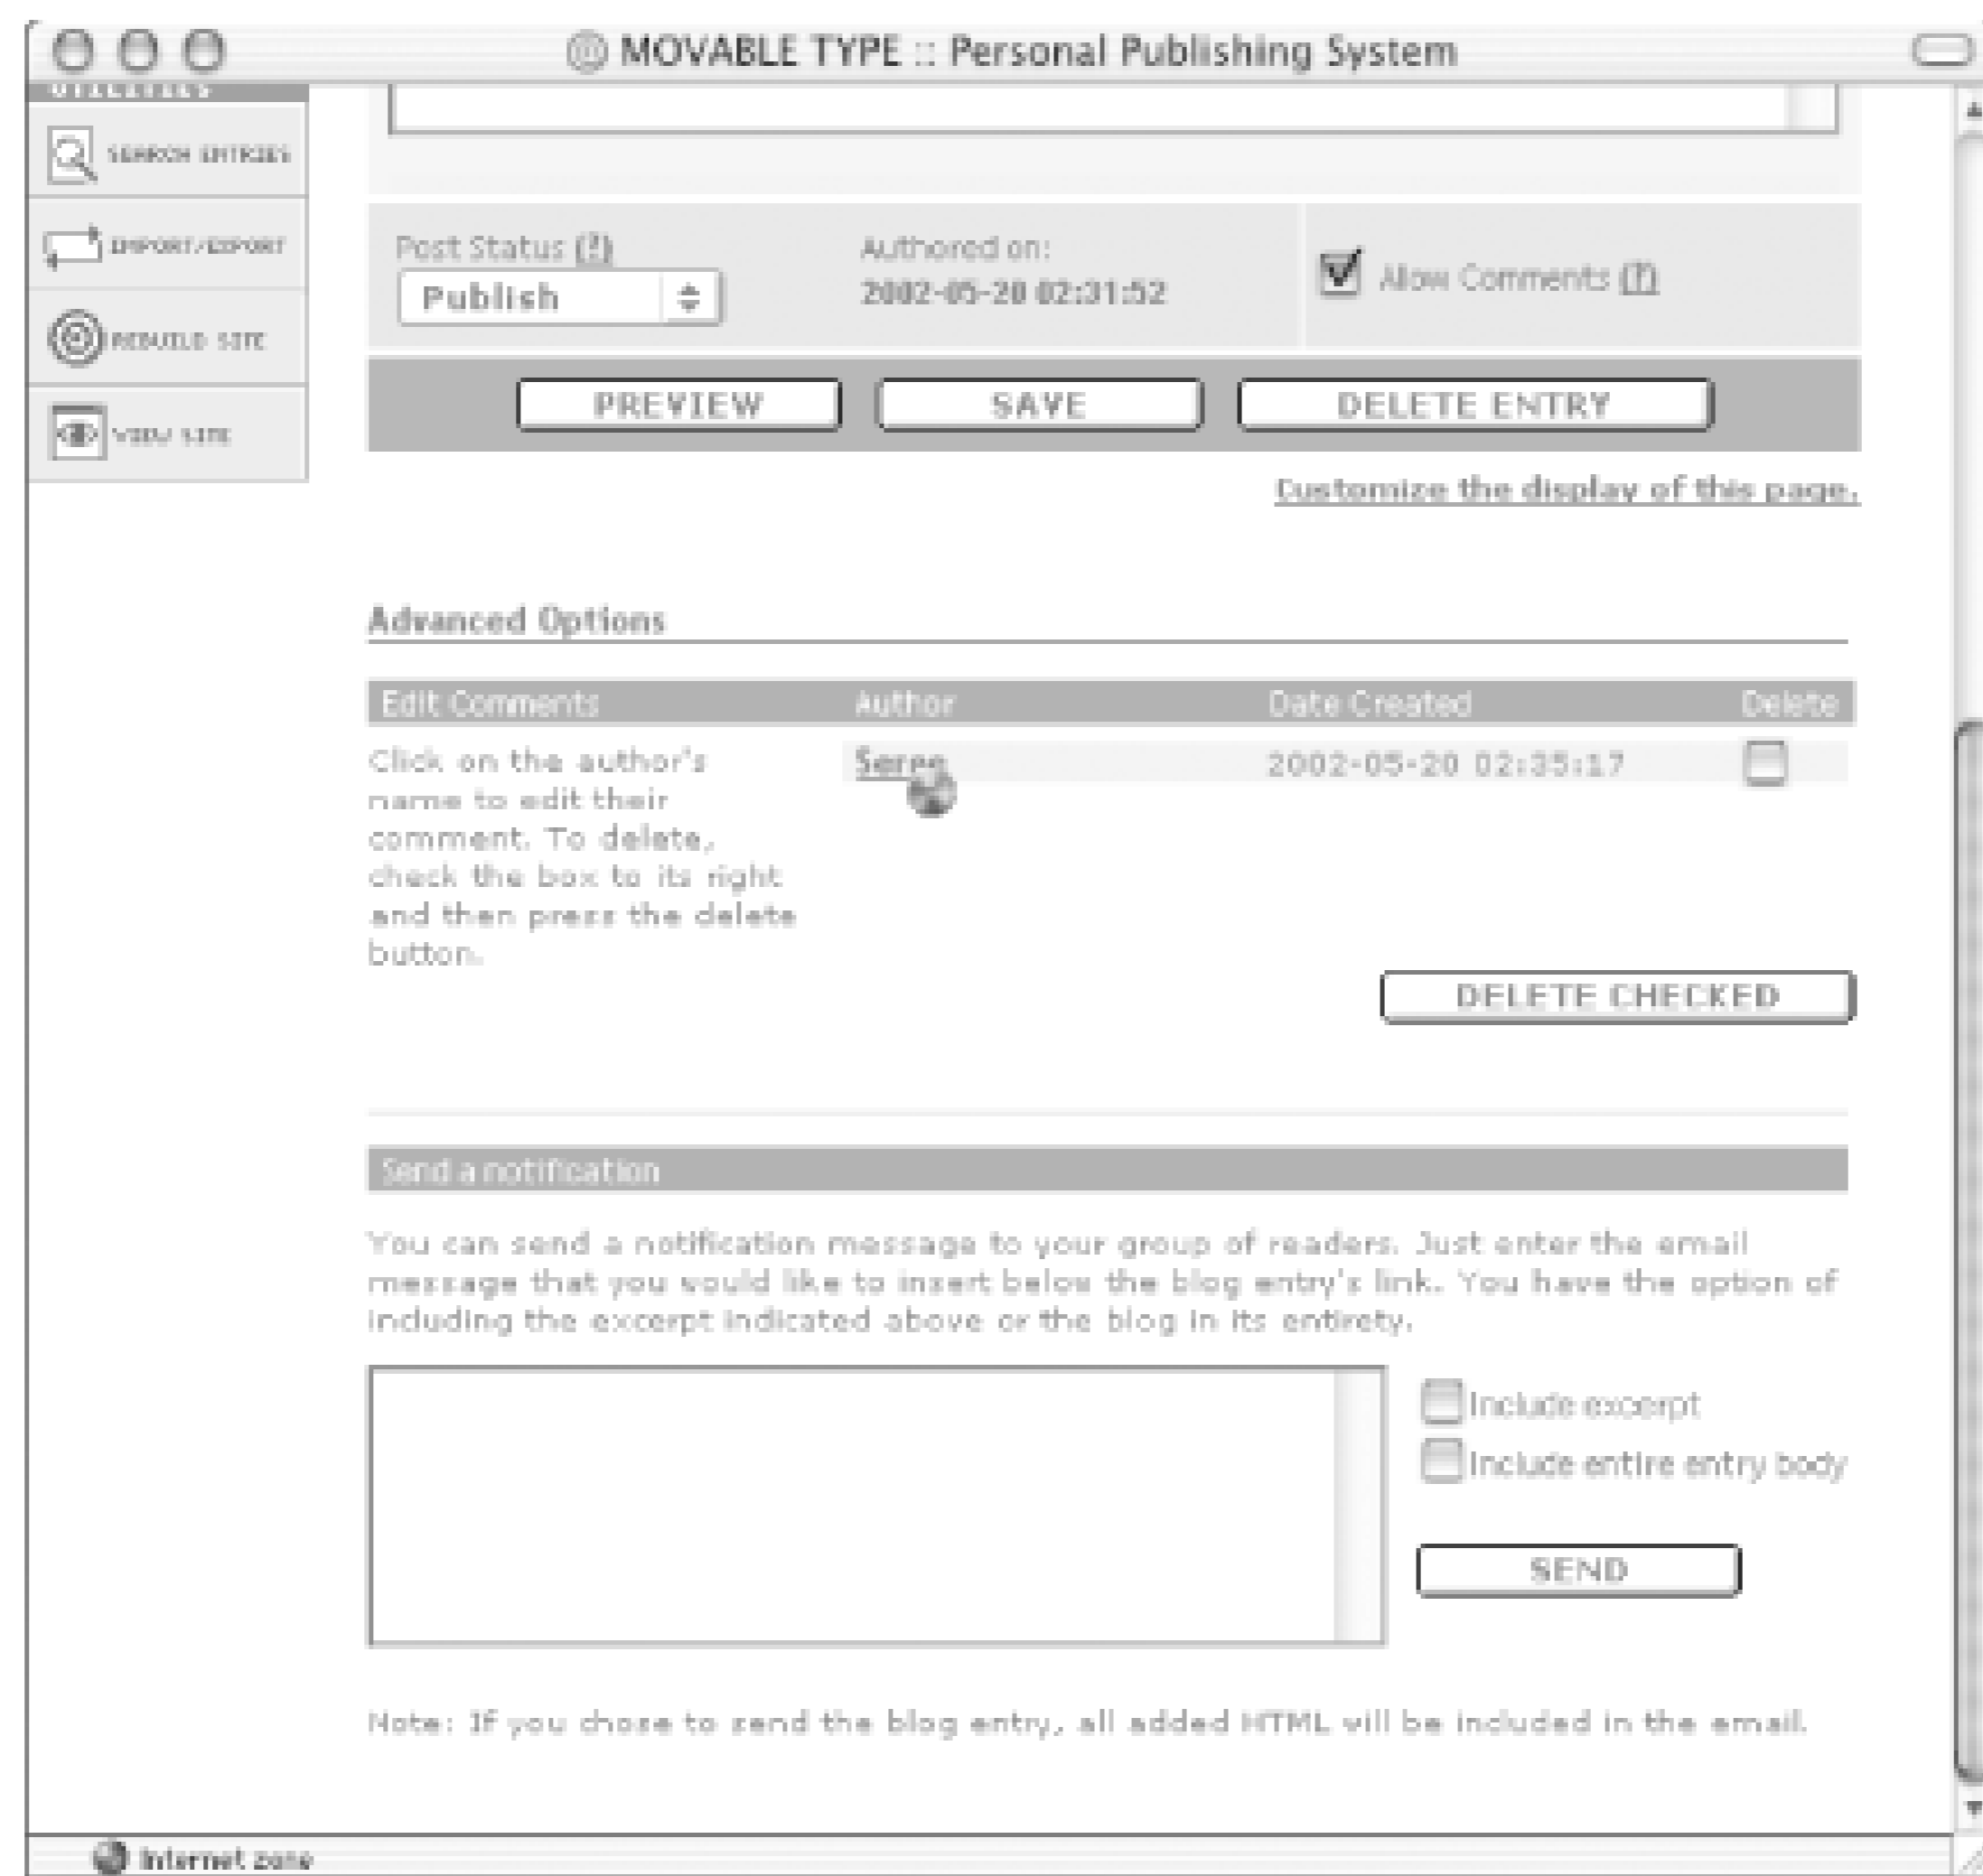 MOVABLE TYPE :: Personal Publishing System
SEARCH ENTRIES
IMPORT/EXPORT
REBUILD SITE
VIEW SITE
Post Status (?)
Publish
Authored on:
2002-05-20 02:31:52
Allow Comments (?)
PREVIEW SAVE DELETE ENTRY
Customize the display of this page.
Advanced Options
Edit Comments Author Date Created Delete
2002-05-20 02:35:17
Click on the author's
name to edit their
comment. To delete,
check the box to its right
and then press the delete
button.
DELETE CHECKED
Send a notification
You can send a notification message to your group of readers. Just enter the email
message that you would like to insert below the blog entry's link. You have the option of
including the excerpt indicated above or the blog in its entirety.
Include excerpt
Include entire entry body
SEND
Note: If you chose to send the blog entry, all added HTML will be included in the email.
Internet zone